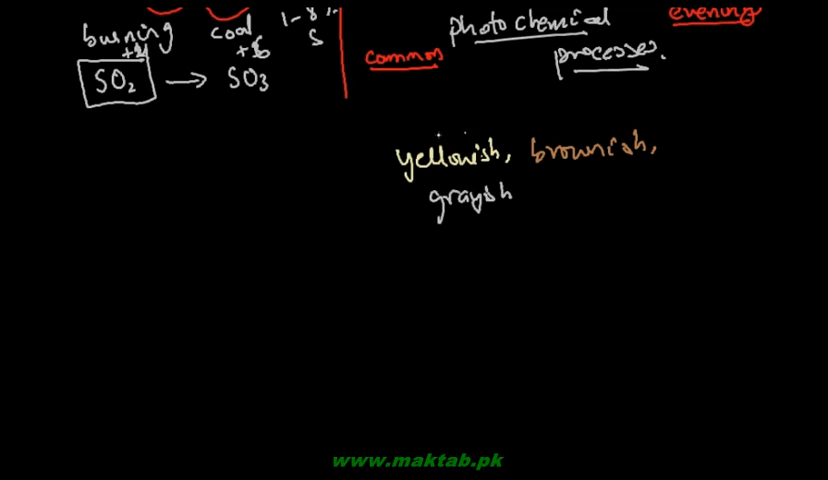 burning coal 1-8%
+4 +6 S
SO2 → SO3
common
photochemical
processes.
evening
yellowish, brownish,
grayish
www.maktab.pk